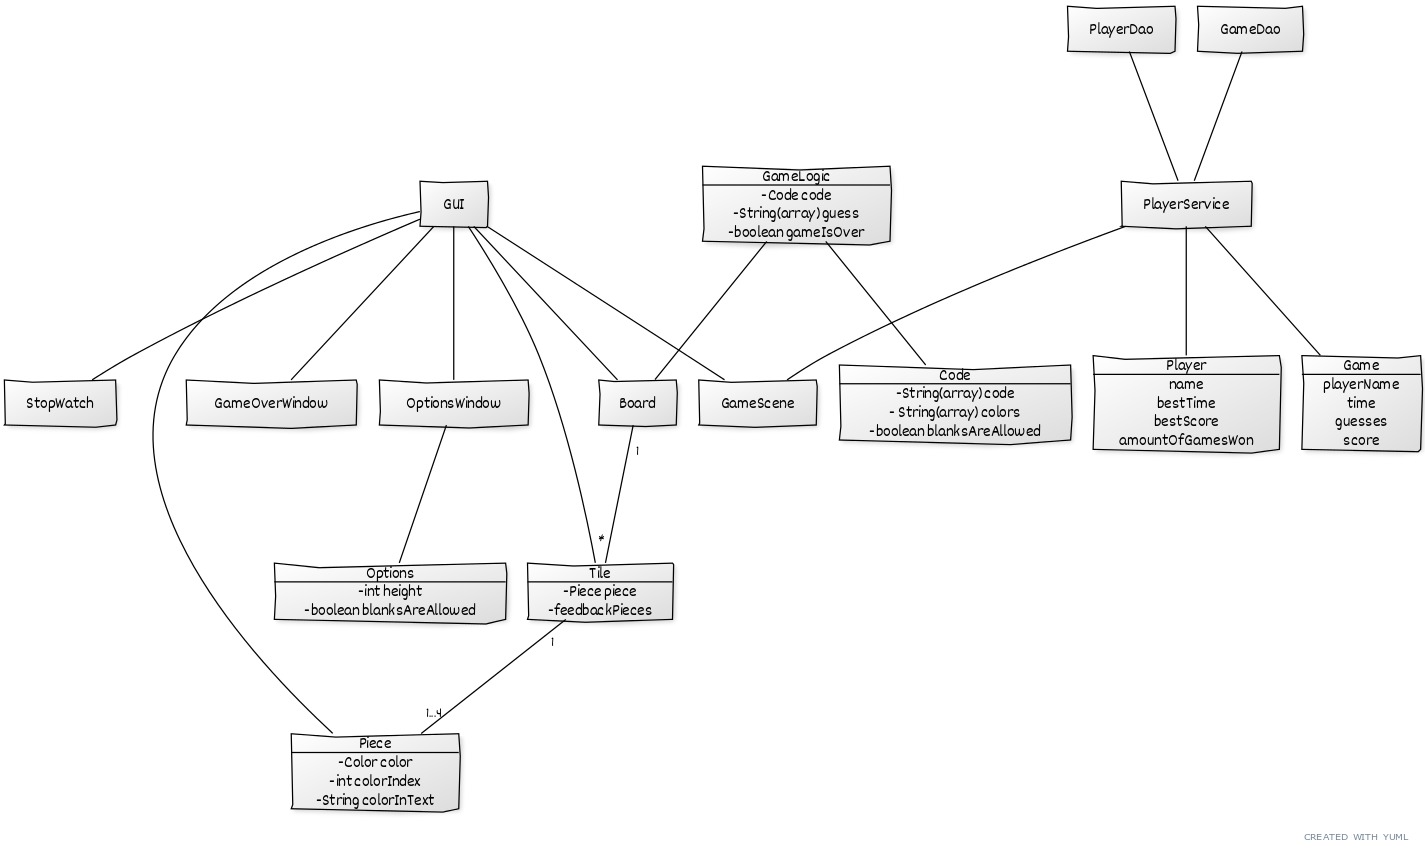 PlayerDao
GameDao
GUI
GameLogic
-Code code
-String(array) guess
-boolean gameIsOver
PlayerService
StopWatch
GameOverWindow
OptionsWindow
Board
GameScene
Code
-String(array) code
- String(array) colors
-boolean blanksAreAllowed
Player
name
bestTime
bestScore
amountOfGamesWon
Game
playerName
time
guesses
score
1
*
Options
-int height
-boolean blanksAreAllowed
Tile
-Piece piece
-feedbackPieces
1
1...4
Piece
-Color color
-int colorIndex
-String colorInText
CREATED WITH YUML